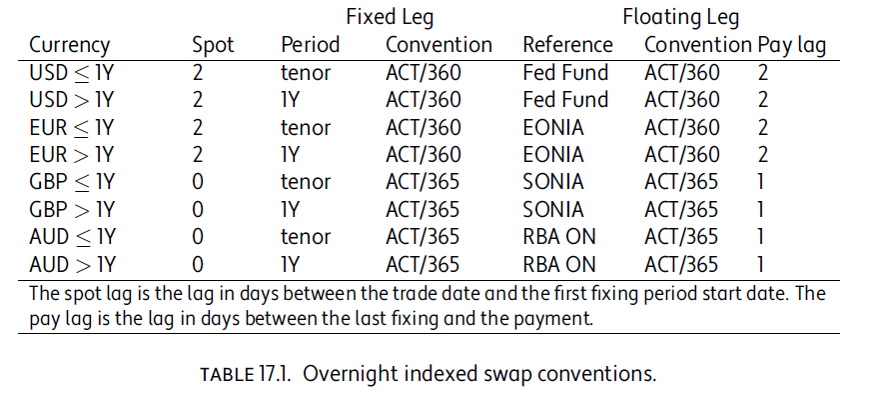 Fixed Leg Floating Leg
Currency Spot Period Convention Reference Convention Pay lag
USD ≤ 1Y 2 tenor ACT/360 Fed Fund ACT/360 2
USD > 1Y 2 1Y ACT/360 Fed Fund ACT/360 2
EUR ≤ 1Y 2 tenor ACT/360 EONIA ACT/360 2
EUR > 1Y 2 1Y ACT/360 EONIA ACT/360 2
GBP ≤ 1Y 0 tenor ACT/365 SONIA ACT/365 1
GBP > 1Y 0 1Y ACT/365 SONIA ACT/365 1
AUD ≤ 1Y 0 tenor ACT/365 RBA ON ACT/365 1
AUD > 1Y 0 1Y ACT/365 RBA ON ACT/365 1
The spot lag is the lag in days between the trade date and the first fixing period start date. The
pay lag is the lag in days between the last fixing and the payment.
TABLE 17.1. Overnight indexed swap conventions.